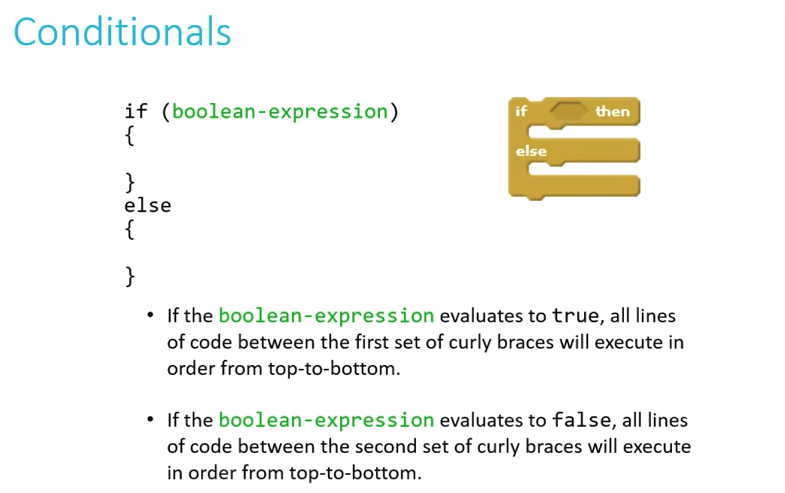 Conditionals
if (boolean-expression)
{
}
else
{
}
if then
else
• If the boolean-expression evaluates to true, all lines
of code between the first set of curly braces will execute in
order from top-to-bottom.
• If the boolean-expression evaluates to false, all lines
of code between the second set of curly braces will execute
in order from top-to-bottom.